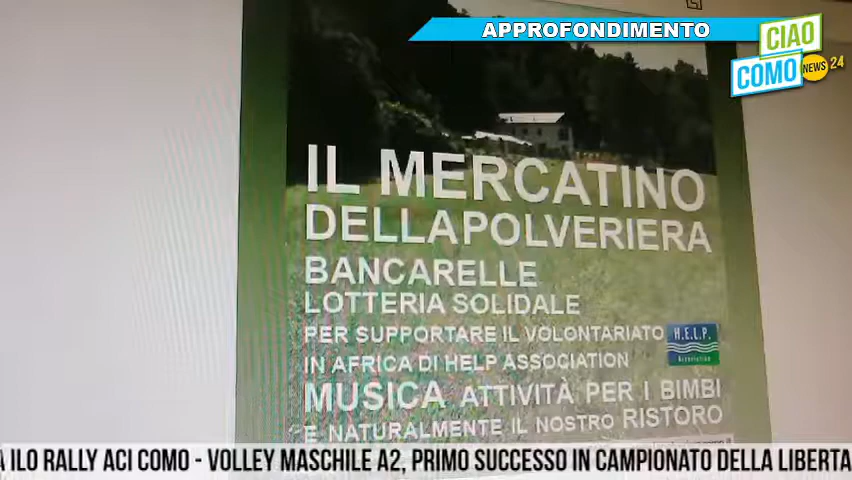 APPROFONDIMENTO
CIAO
COMO NEWS 24
IL MERCATINO
DELLAPOLVERIERA
BANCARELLE
LOTTERIA SOLIDALE
PER SUPPORTARE IL VOLONTARIATO
H.E.L.P.
Association
IN AFRICA DI HELP ASSOCIATION
MUSICA ATTIVITÀ PER I BIMBI
E NATURALMENTE IL NOSTRO RISTORO
A ILO RALLY ACI COMO - VOLLEY MASCHILE A2, PRIMO SUCCESSO IN CAMPIONATO DELLA LIBERTA